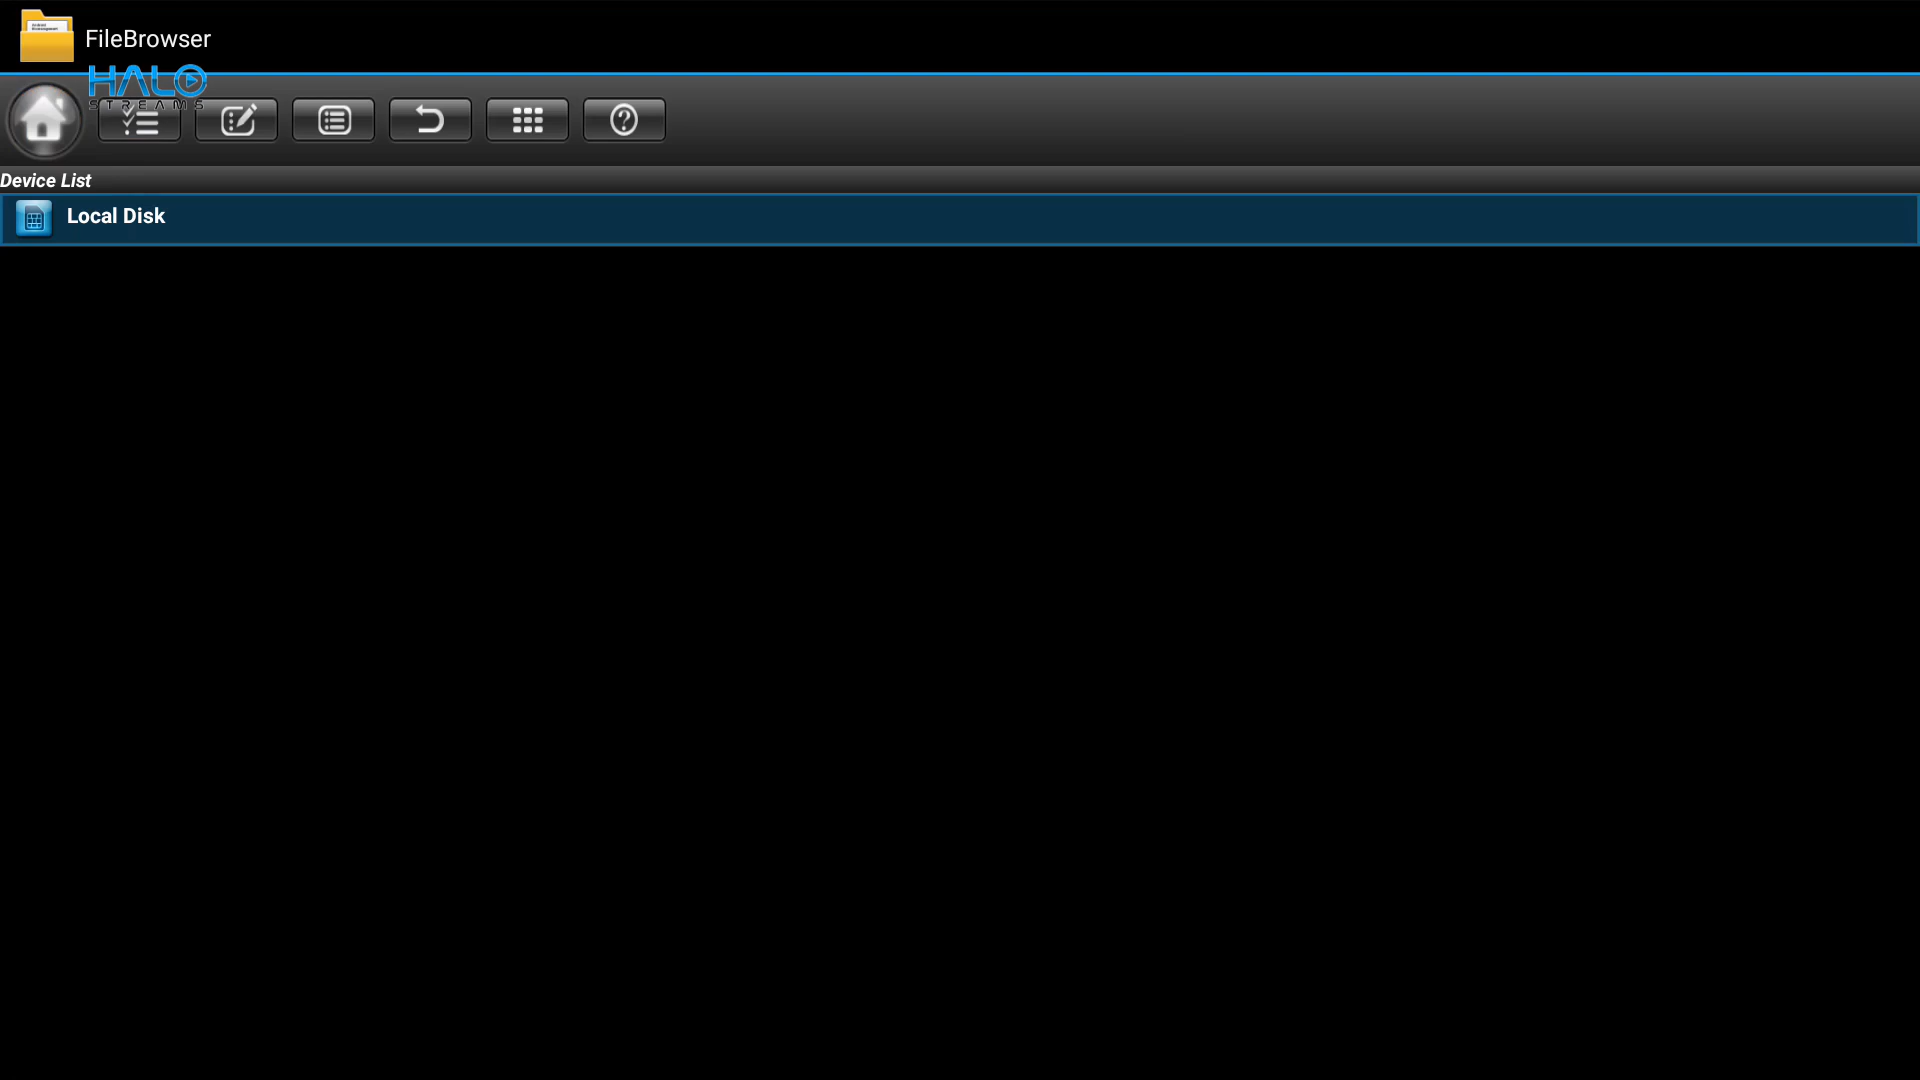 FileBrowser
HALO
STREAMS
Device List
Local Disk